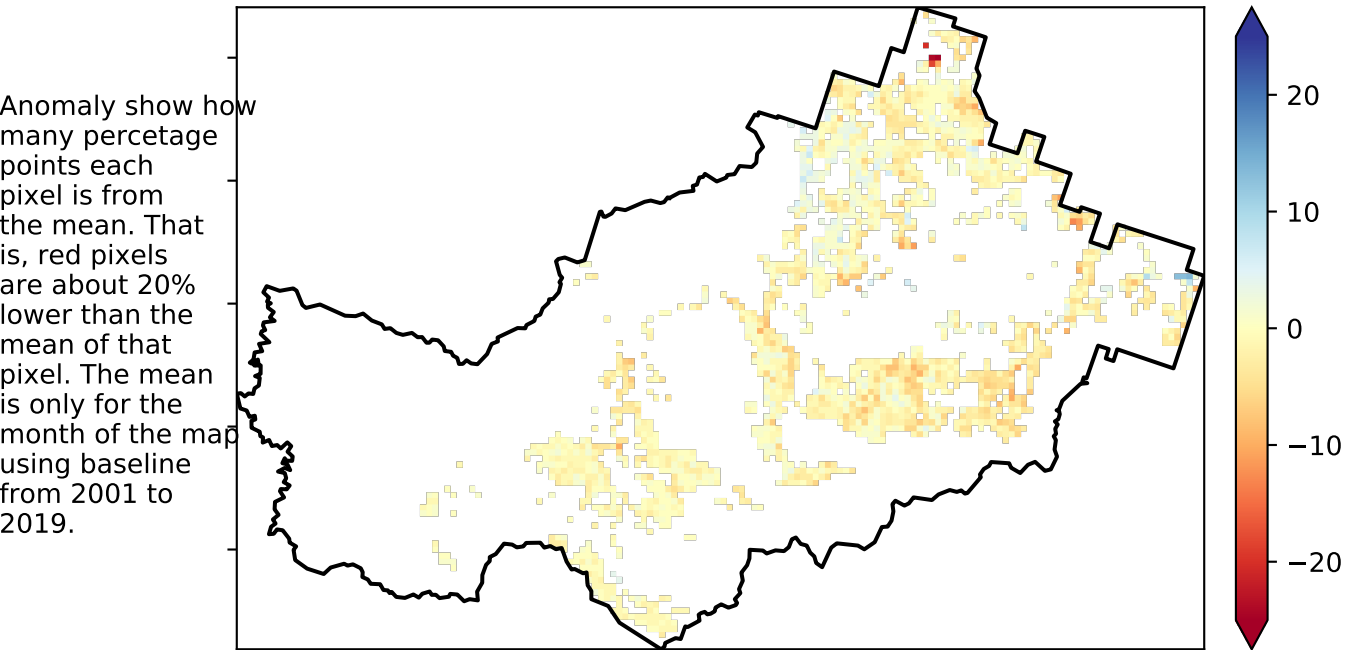 Anomaly show how
many percetage
points each
pixel is from
the mean. That
is, red pixels
are about 20%
lower than the
mean of that
pixel. The mean
is only for the
month of the map
using baseline
from 2001 to
2019.
20
10
0
−10
−20